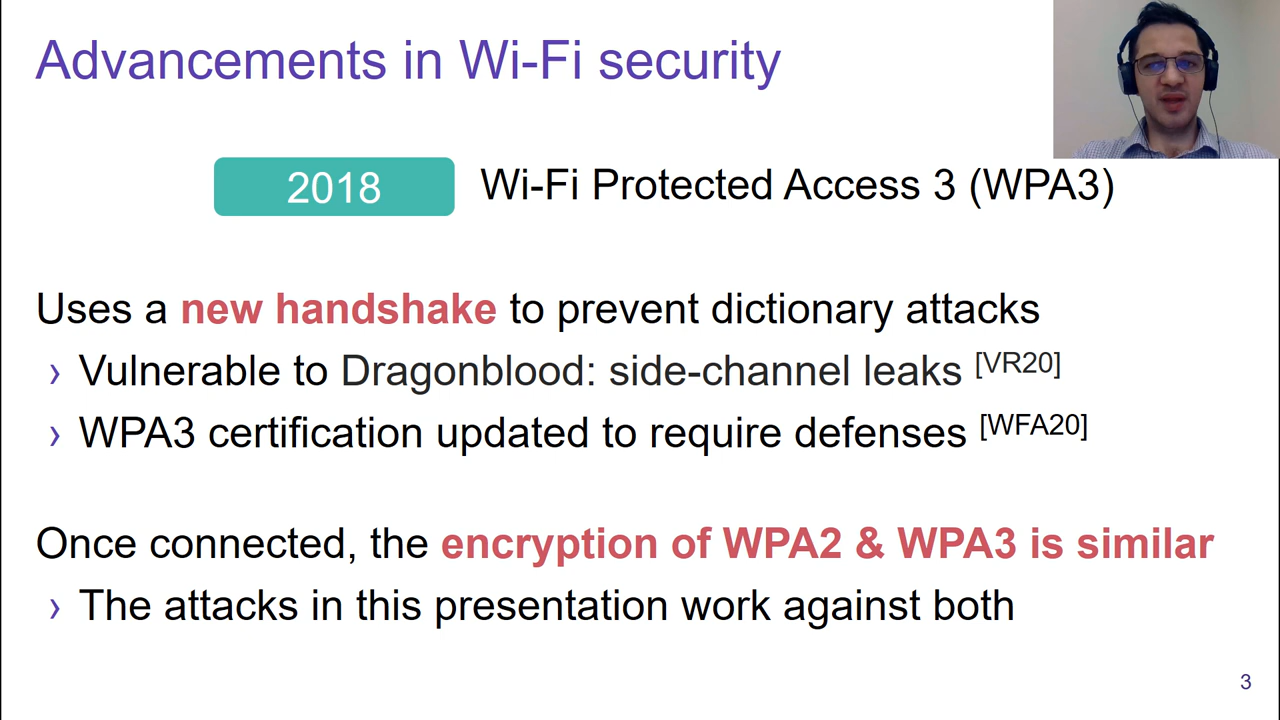 Advancements in Wi-Fi security
2018 Wi-Fi Protected Access 3 (WPA3)
Uses a new handshake to prevent dictionary attacks
› Vulnerable to Dragonblood: side-channel leaks [VR20]
› WPA3 certification updated to require defenses [WFA20]
Once connected, the encryption of WPA2 & WPA3 is similar
› The attacks in this presentation work against both
3